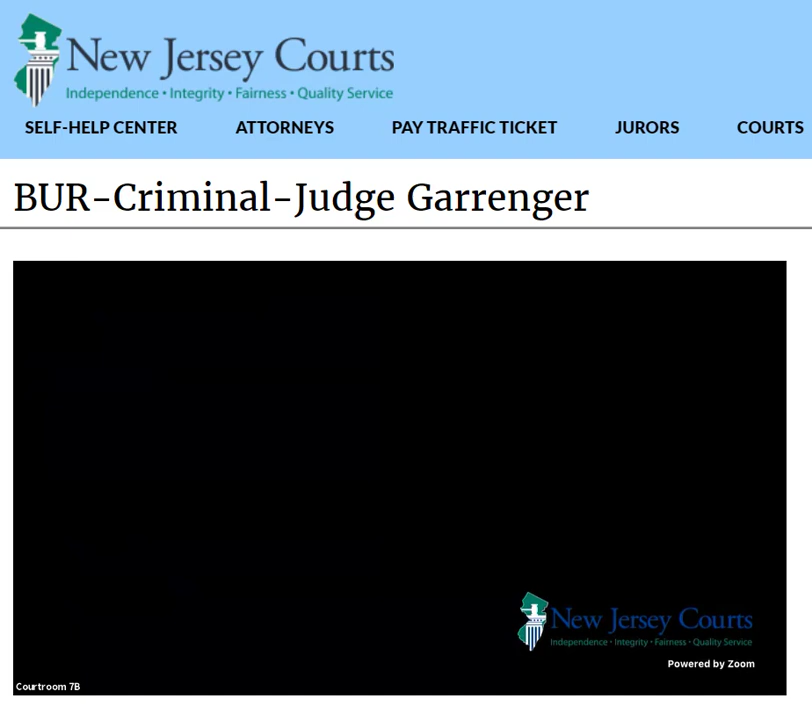 New Jersey Courts
Independence • Integrity • Fairness • Quality Service
SELF-HELP CENTER ATTORNEYS PAY TRAFFIC TICKET JURORS COURTS
BUR-Criminal-Judge Garrenger
New Jersey Courts
Independence • Integrity • Fairness • Quality Service
Powered by Zoom
Courtroom 7B